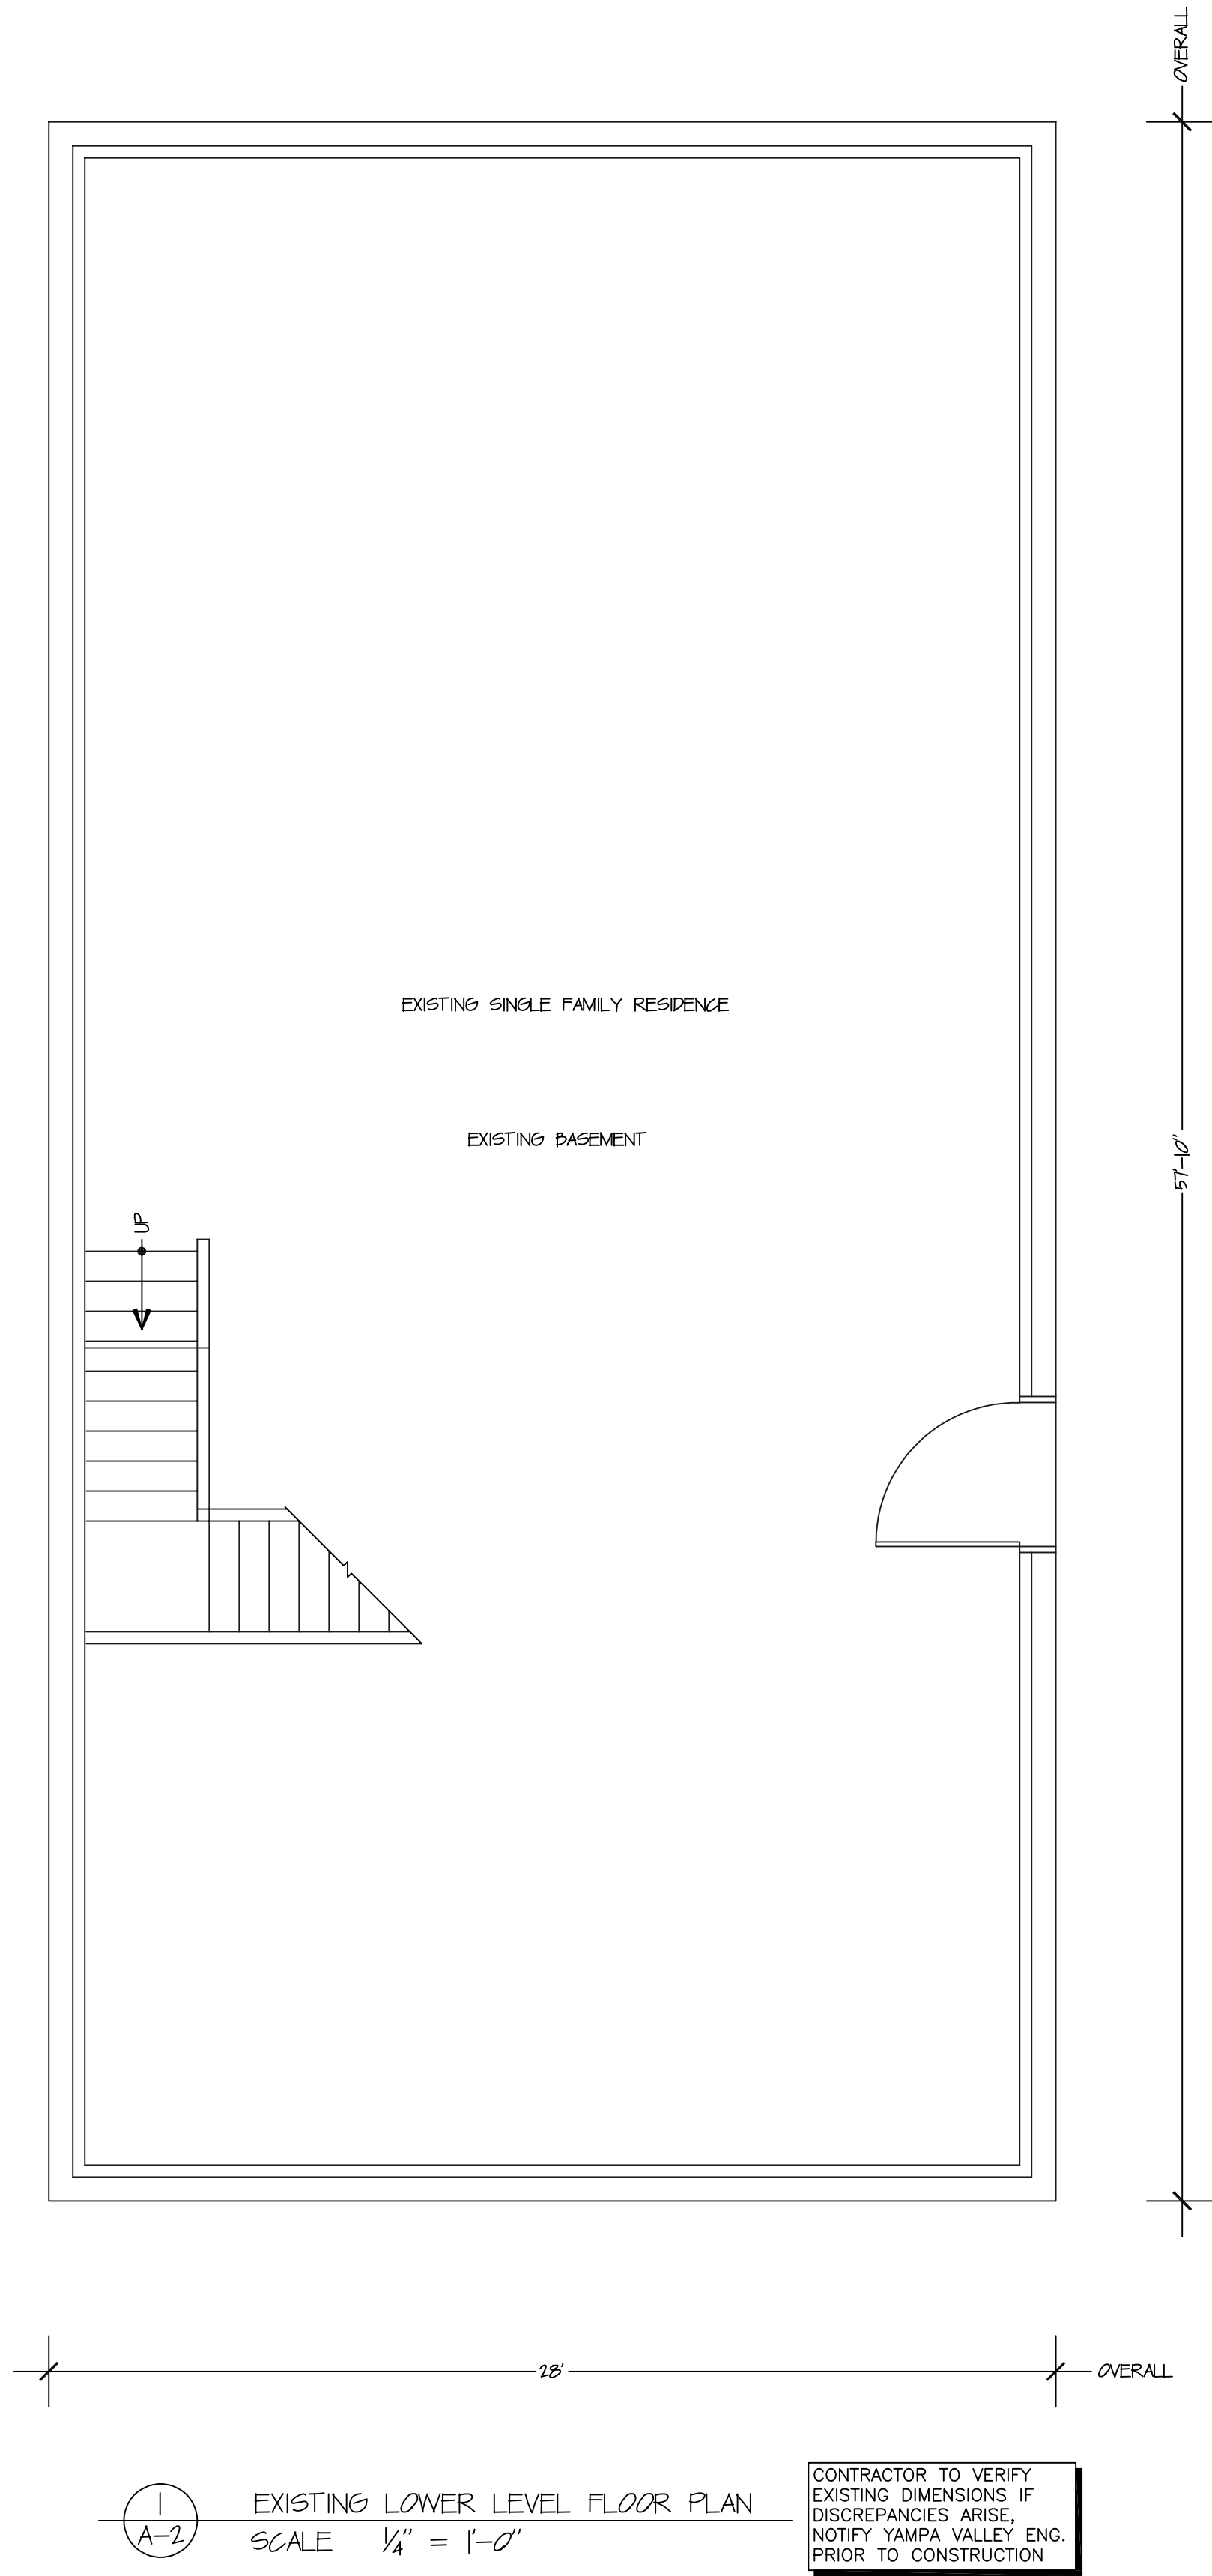 OVERALL
EXISTING SINGLE FAMILY RESIDENCE
EXISTING BASEMENT
57'-10"
UP
28'
OVERALL
1
A-2
EXISTING LOWER LEVEL FLOOR PLAN
SCALE 1/4" = 1'-0"
CONTRACTOR TO VERIFY
EXISTING DIMENSIONS IF
DISCREPANCIES ARISE,
NOTIFY YAMPA VALLEY ENG.
PRIOR TO CONSTRUCTION